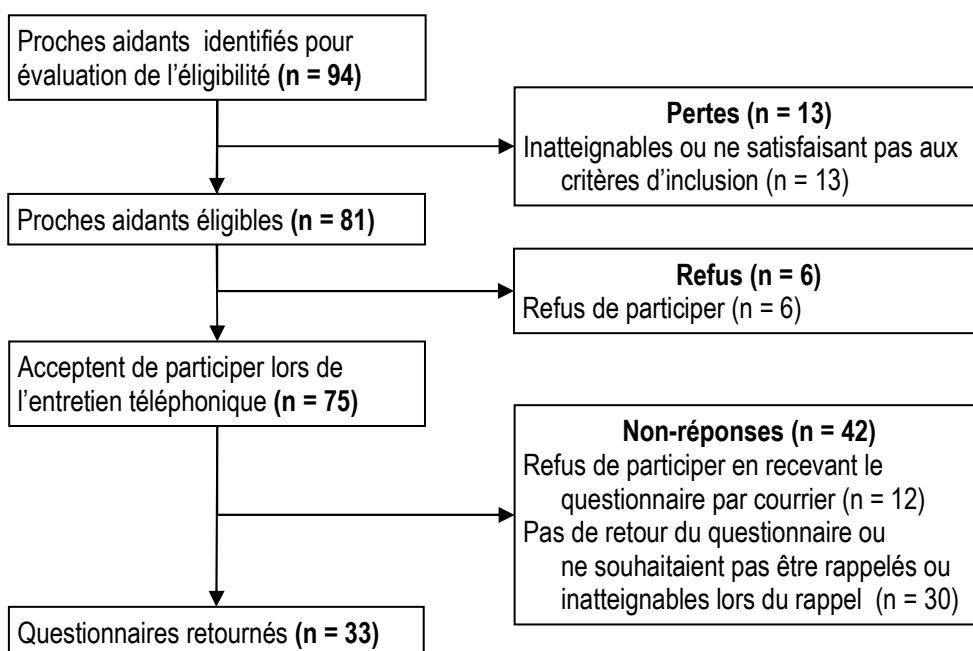 Proches aidants identifiés pour
évaluation de l'éligibilité (n = 94)
Pertes (n = 13)
Inatteignables ou ne satisfaisant pas aux
critères d'inclusion (n = 13)
Proches aidants éligibles (n = 81)
Refus (n = 6)
Refus de participer (n = 6)
Acceptent de participer lors de
l'entretien téléphonique (n = 75)
Non-réponses (n = 42)
Refus de participer en recevant le
questionnaire par courrier (n = 12)
Pas de retour du questionnaire ou
ne souhaitaient pas être rappelés ou
inatteignables lors du rappel (n = 30)
Questionnaires retournés (n = 33)